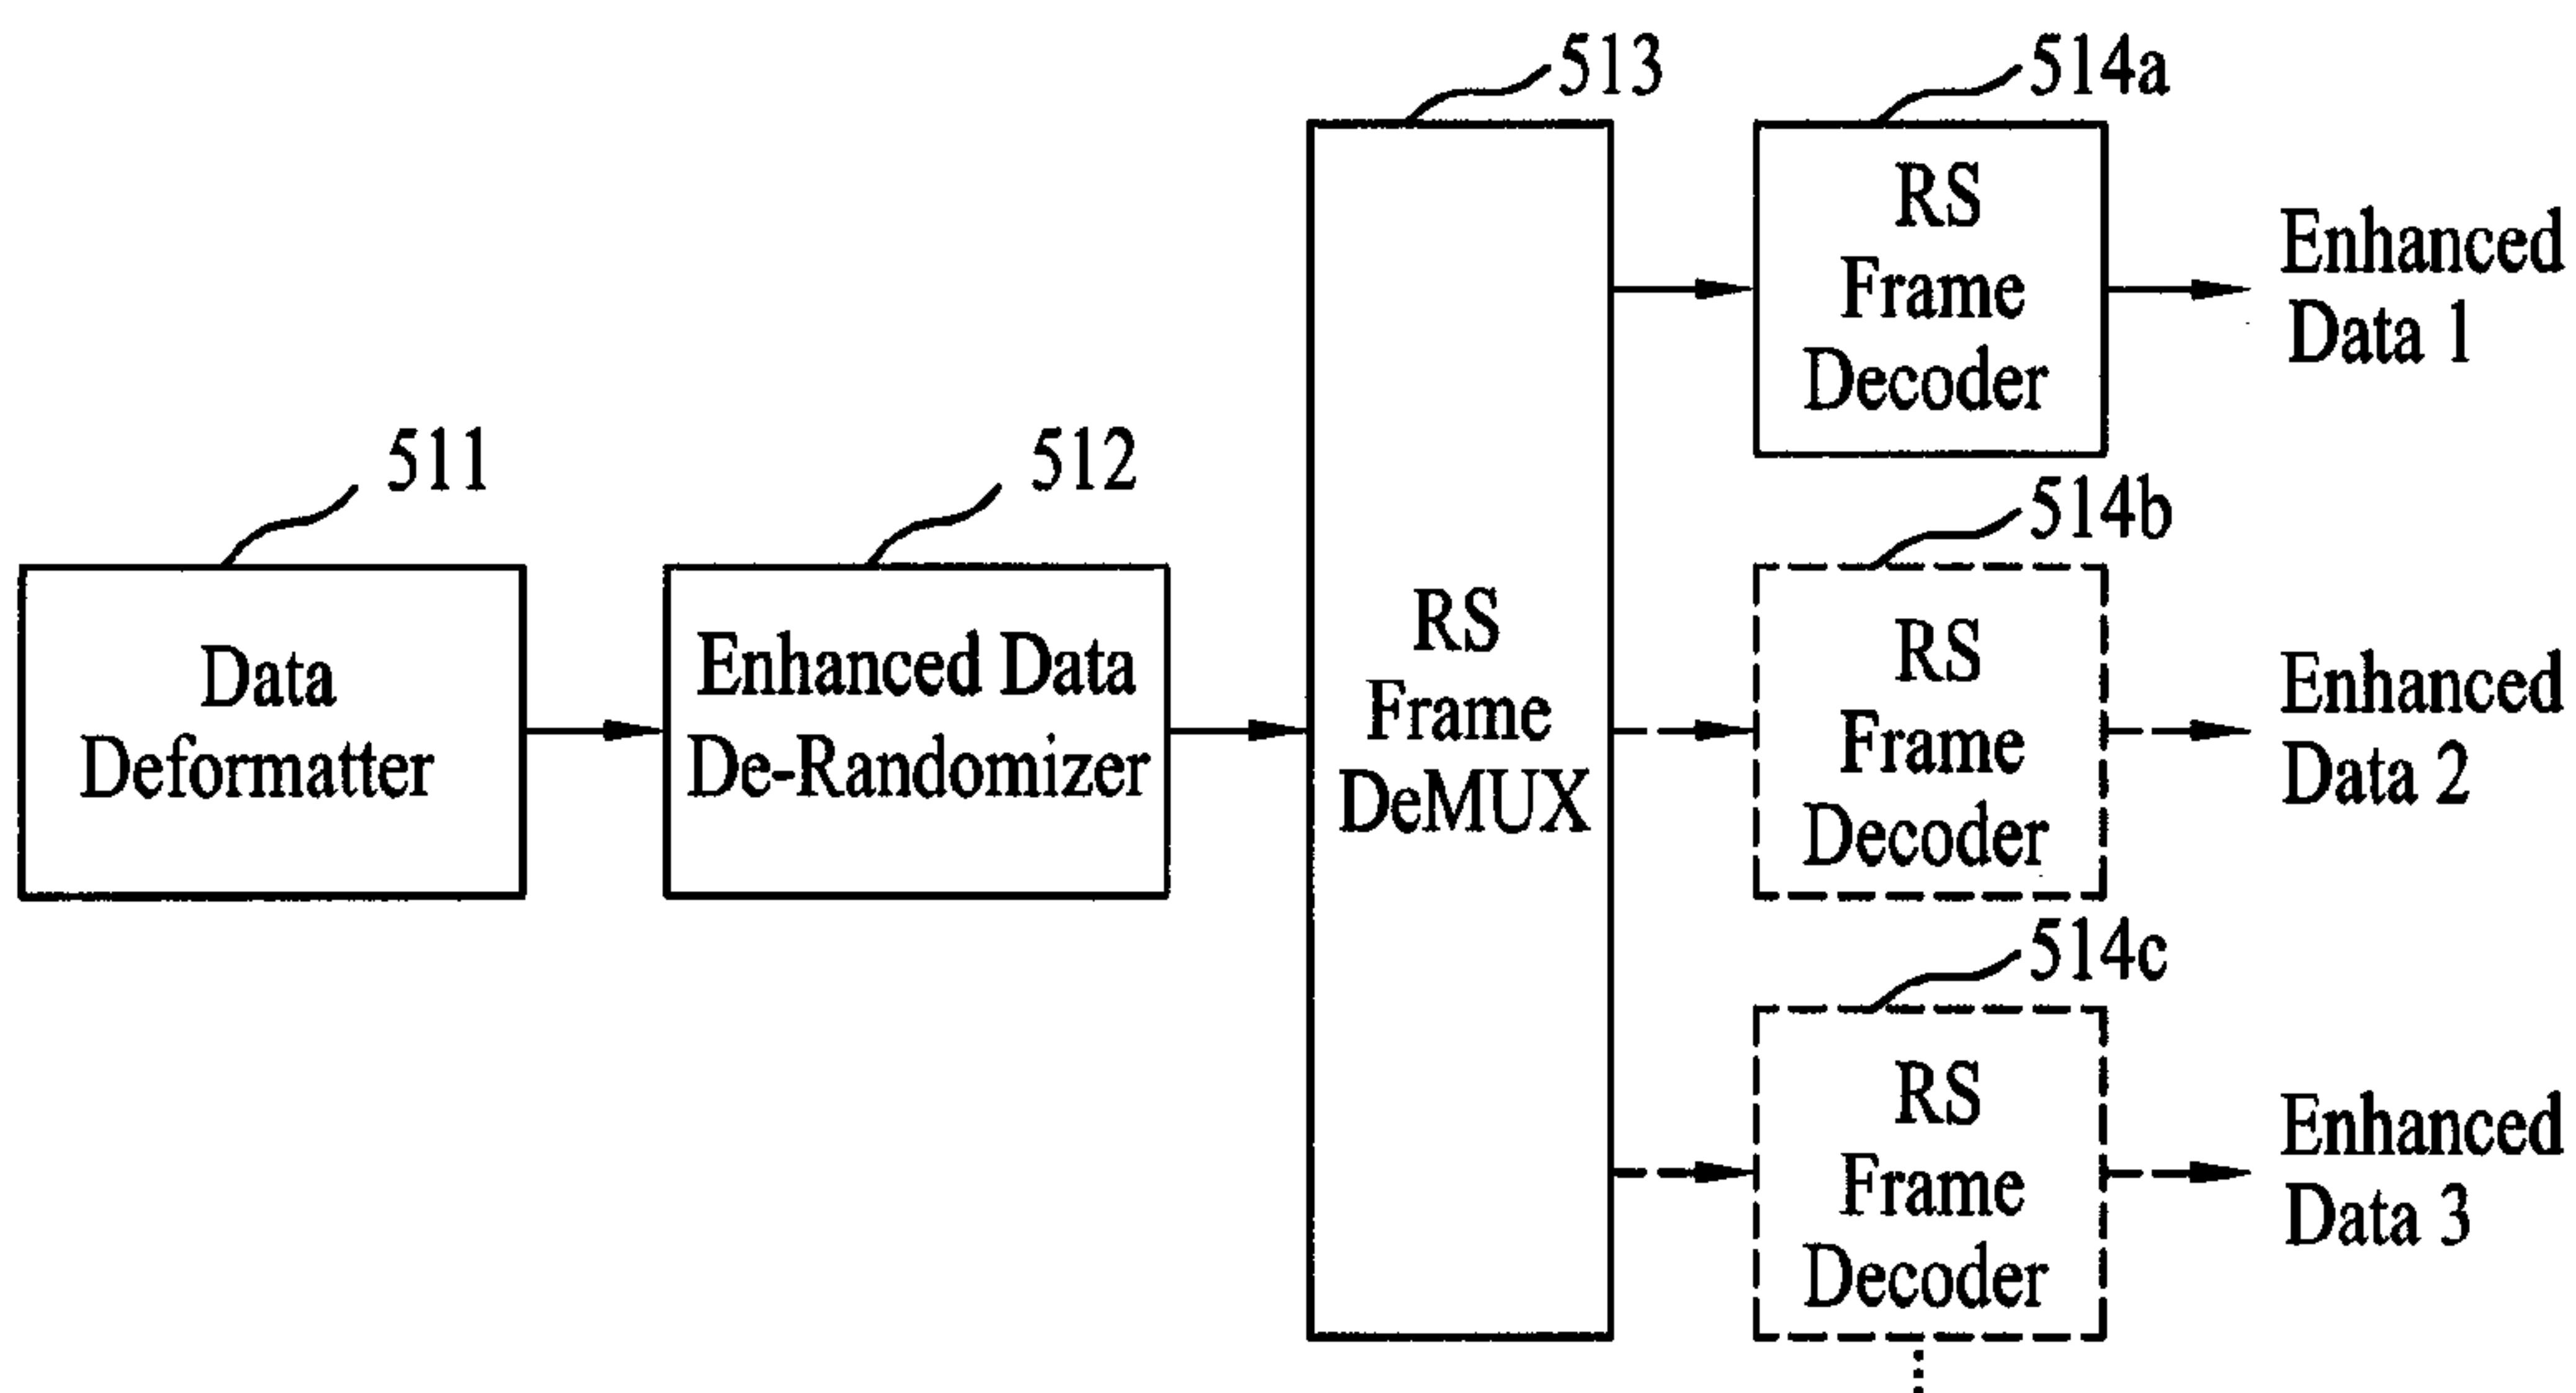 513
514a
RS
Frame
Decoder
Enhanced
Data 1
511
512
514b
Data
Deformatter
Enhanced Data
De-Randomizer
RS
Frame
DeMUX
RS
Frame
Decoder
Enhanced
Data 2
514c
RS
Frame
Decoder
Enhanced
Data 3